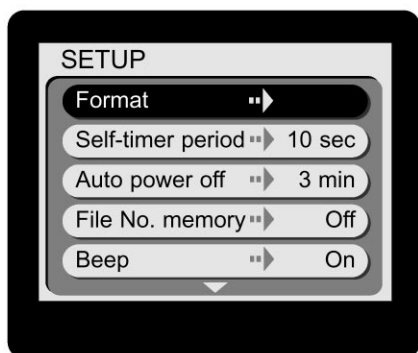 SETUP
Format
Self-timer period 10 sec
Auto power off 3 min
File No. memory Off
Beep On